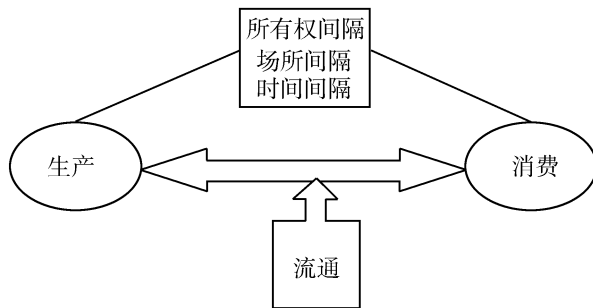 所有权间隔
场所间隔
时间间隔
生产
消费
流通